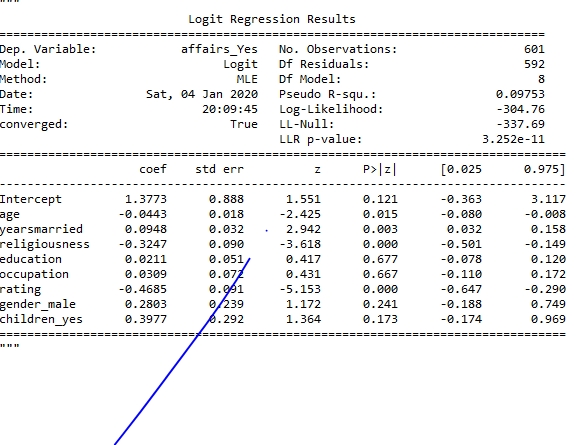 """
Logit Regression Results
==============================================================================
Dep. Variable: affairs_Yes No. Observations: 601
Model: Logit Df Residuals: 592
Method: MLE Df Model: 8
Date: Sat, 04 Jan 2020 Pseudo R-squ.: 0.09753
Time: 20:09:45 Log-Likelihood: -304.76
converged: True LL-Null: -337.69
LLR p-value: 3.252e-11
==============================================================================
coef std err z P>|z| [0.025 0.975]
------------------------------------------------------------------------------
Intercept 1.3773 0.888 1.551 0.121 -0.363 3.117
age -0.0443 0.018 -2.425 0.015 -0.080 -0.008
yearsmarried 0.0948 0.032 2.942 0.003 0.032 0.158
religiousness -0.3247 0.090 -3.618 0.000 -0.501 -0.149
education 0.0211 0.051 0.417 0.677 -0.078 0.120
occupation 0.0309 0.072 0.431 0.667 -0.110 0.172
rating -0.4685 0.091 -5.153 0.000 -0.647 -0.290
gender_male 0.2803 0.239 1.172 0.241 -0.188 0.749
children_yes 0.3977 0.292 1.364 0.173 -0.174 0.969
==============================================================================
"""